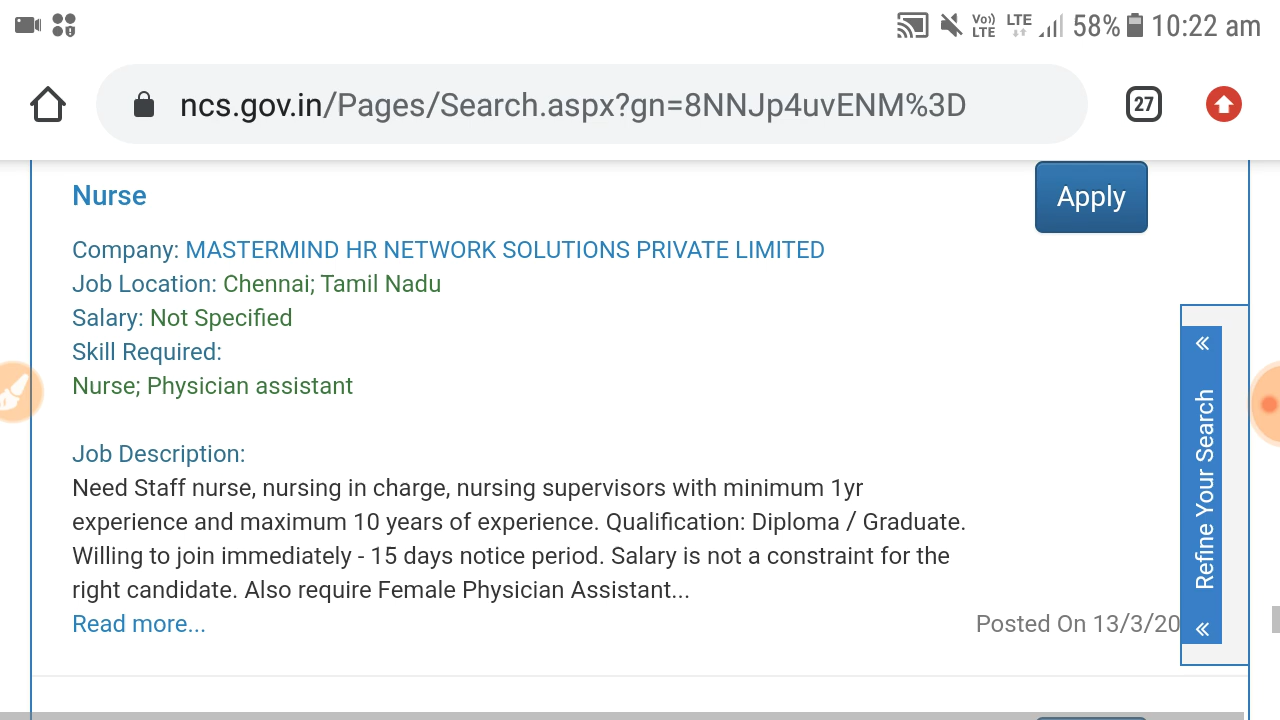 Vo)) LTE LTE 58% 10:22 am
ncs.gov.in/Pages/Search.aspx?gn=8NNJp4uvENM%3D 27
Nurse
Apply
Company: MASTERMIND HR NETWORK SOLUTIONS PRIVATE LIMITED
Job Location: Chennai; Tamil Nadu
Salary: Not Specified
Skill Required:
Nurse; Physician assistant
Job Description:
Need Staff nurse, nursing in charge, nursing supervisors with minimum 1yr
experience and maximum 10 years of experience. Qualification: Diploma / Graduate.
Willing to join immediately - 15 days notice period. Salary is not a constraint for the
right candidate. Also require Female Physician Assistant...
Read more...
Posted On 13/3/20
« Refine Your Search «